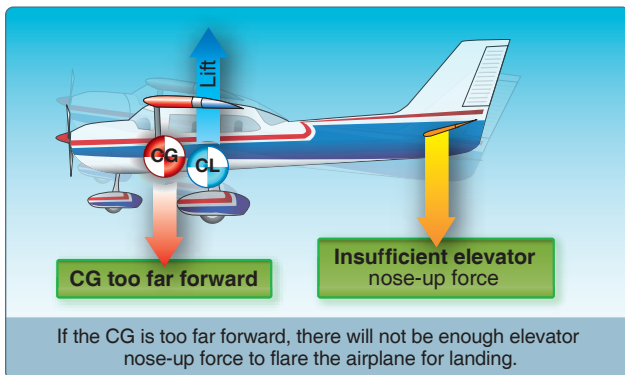 Lift
CG
CL
CG too far forward
Insufficient elevator
nose-up force
If the CG is too far forward, there will not be enough elevator
nose-up force to flare the airplane for landing.